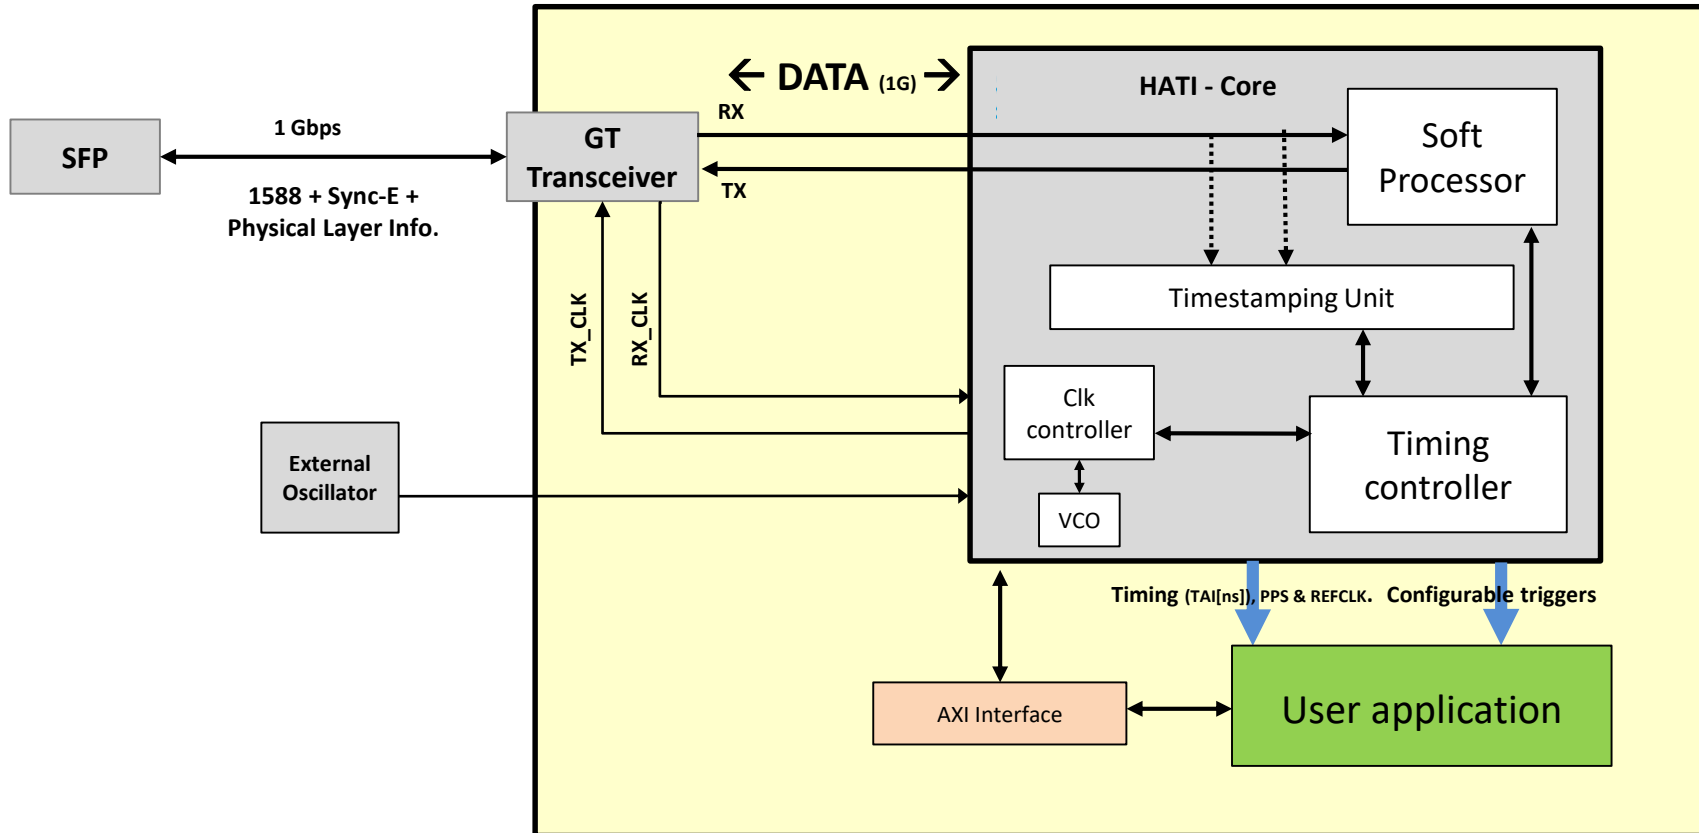 ← DATA (1G) →
HATI - Core
RX
1 Gbps
GT
Transceiver
SFP
Soft
Processor
TX
1588 + Sync-E +
Physical Layer Info.
Timestamping Unit
TX_CLK
RX_CLK
Clk
controller
Timing
controller
External
Oscillator
VCO
Timing (TAI[ns]), PPS & REFCLK. Configurable triggers
AXI Interface
User application